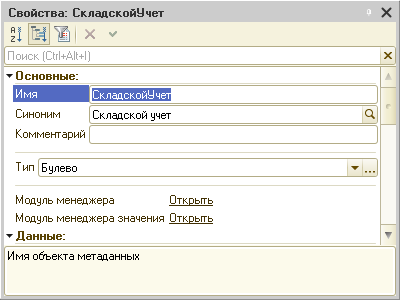 Свойства: СкладскойУчет
Поиск (Ctrl+Alt+I)
Основные:
Имя СкладскойУчет
Синоним Складской учет
Комментарий
Тип Булево
Модуль менеджера Открыть
Модуль менеджера значения Открыть
Данные:
Имя объекта метаданных